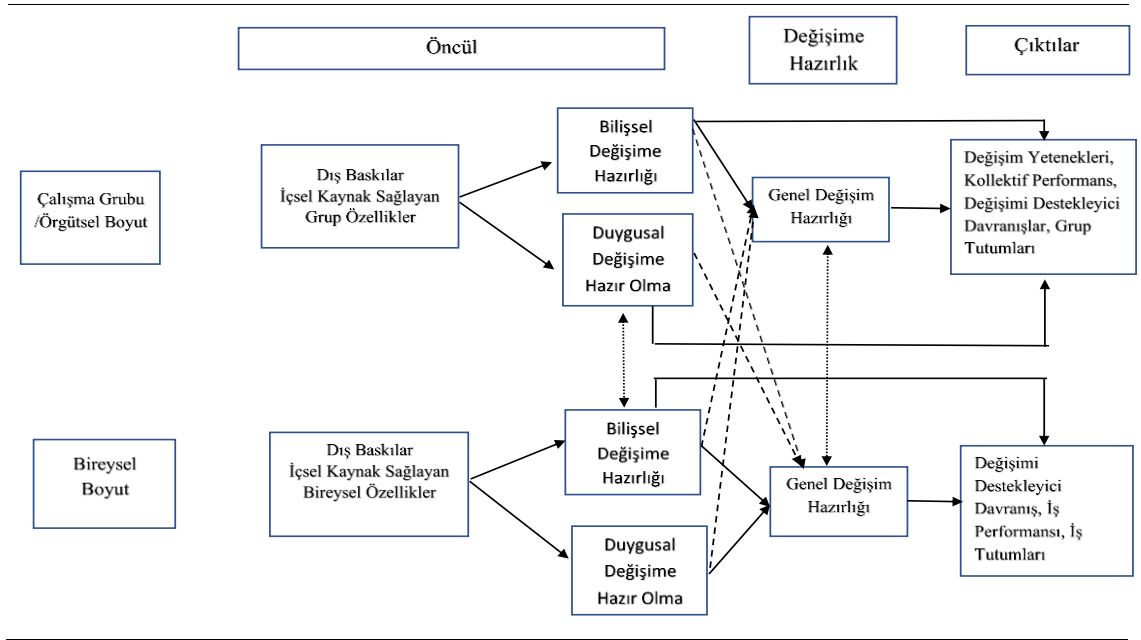 Öncül
Değişime
Hazırlık
Çıktılar
Çalışma Grubu
/Örgütsel Boyut
Dış Baskılar
İçsel Kaynak Sağlayan
Grup Özellikler
Bilişsel
Değişime
Hazırlığı
Duygusal
Değişime
Hazır Olma
Genel Değişim
Hazırlığı
Değişim Yetenekleri,
Kollektif Performans,
Değişimi Destekleyici
Davranışlar, Grup
Tutumları
Bireysel
Boyut
Dış Baskılar
İçsel Kaynak Sağlayan
Bireysel Özellikler
Bilişsel
Değişime
Hazırlığı
Duygusal
Değişime
Hazır Olma
Genel Değişim
Hazırlığı
Değişimi
Destekleyici
Davranış, İş
Performansı, İş
Tutumları